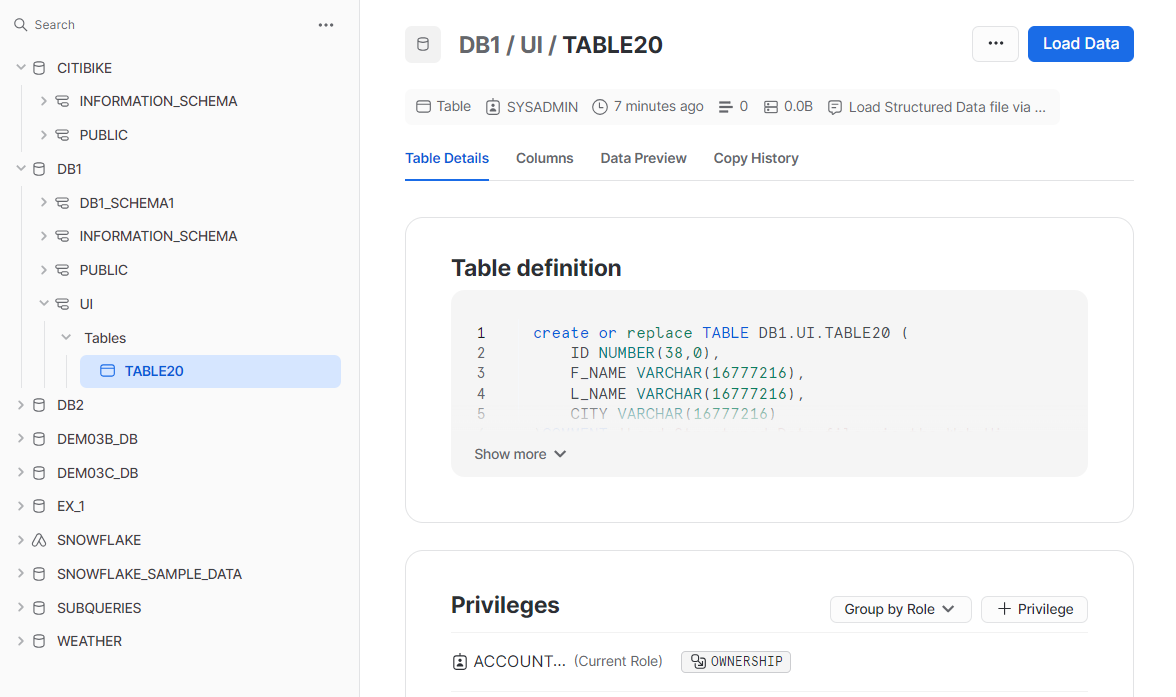 Search
CITIBIKE
INFORMATION_SCHEMA
PUBLIC
DB1
DB1_SCHEMA1
INFORMATION_SCHEMA
PUBLIC
UI
Tables
TABLE20
DB2
DEM03B_DB
DEM03C_DB
EX_1
SNOWFLAKE
SNOWFLAKE_SAMPLE_DATA
SUBQUERIES
WEATHER
DB1 / UI / TABLE20
Load Data
Table SYSADMIN 7 minutes ago 0 0.0B Load Structured Data file via ...
Table Details Columns Data Preview Copy History
Table definition
1 create or replace TABLE DB1.UI.TABLE20 (
2 ID NUMBER(38,0),
3 F_NAME VARCHAR(16777216),
4 L_NAME VARCHAR(16777216),
5 CITY VARCHAR(16777216)
Show more
Privileges
Group by Role + Privilege
ACCOUNT... (Current Role) OWNERSHIP